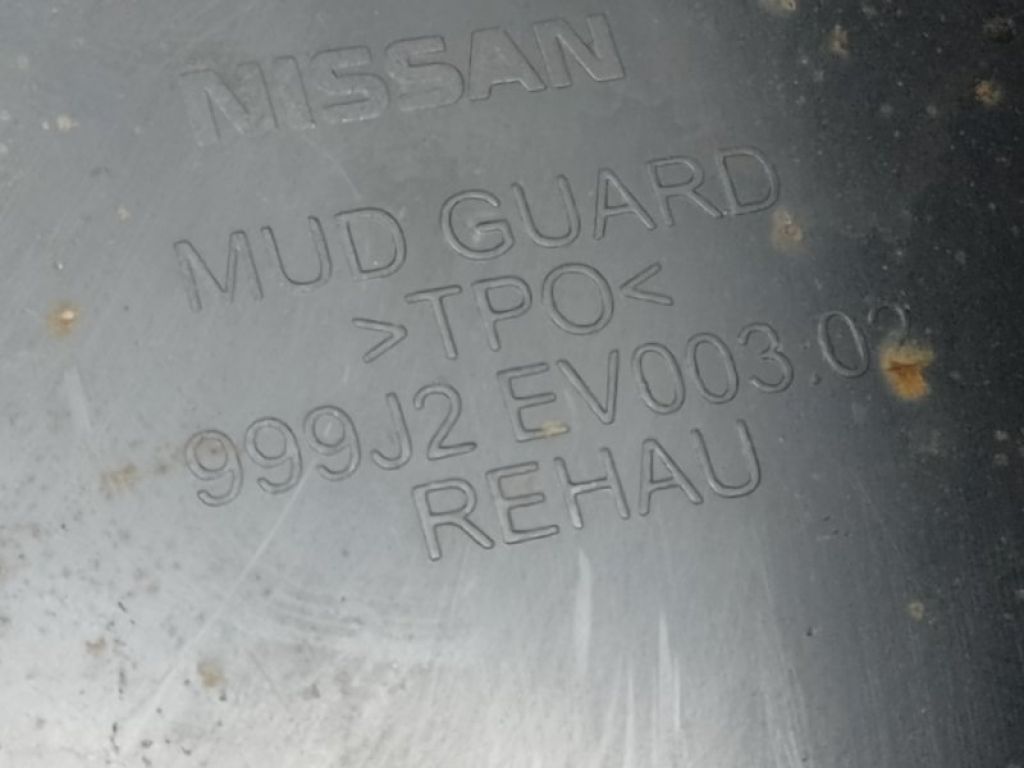 NISSAN
MUD GUARD
>TPO<
999J2 EV003.02
REHAU